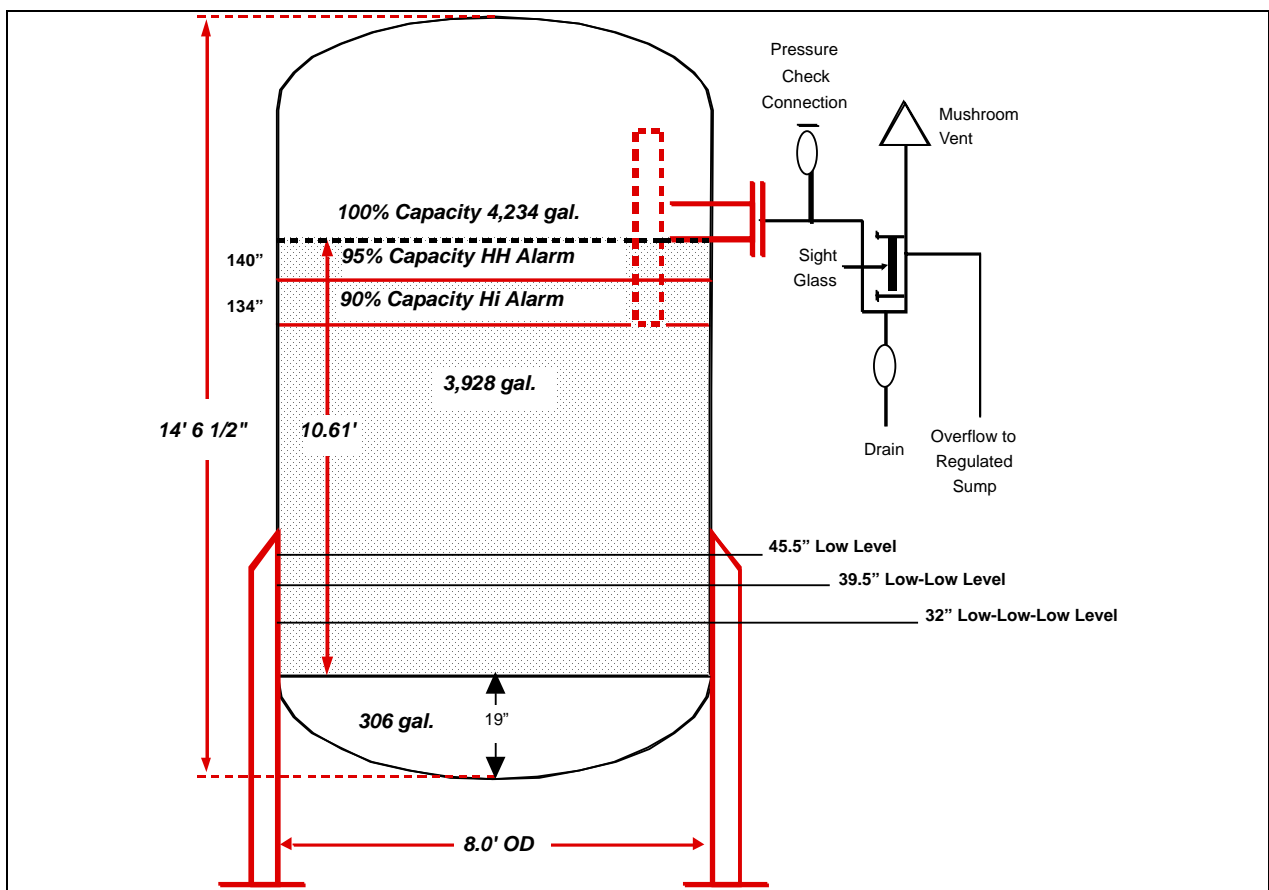 Pressure
Check
Connection
Mushroom
Vent
100% Capacity 4,234 gal.
140”
95% Capacity HH Alarm
Sight
Glass
134”
90% Capacity Hi Alarm
3,928 gal.
14' 6 1/2"
10.61'
Drain
Overflow to
Regulated
Sump
45.5” Low Level
39.5” Low-Low Level
32” Low-Low-Low Level
306 gal.
19”
8.0' OD